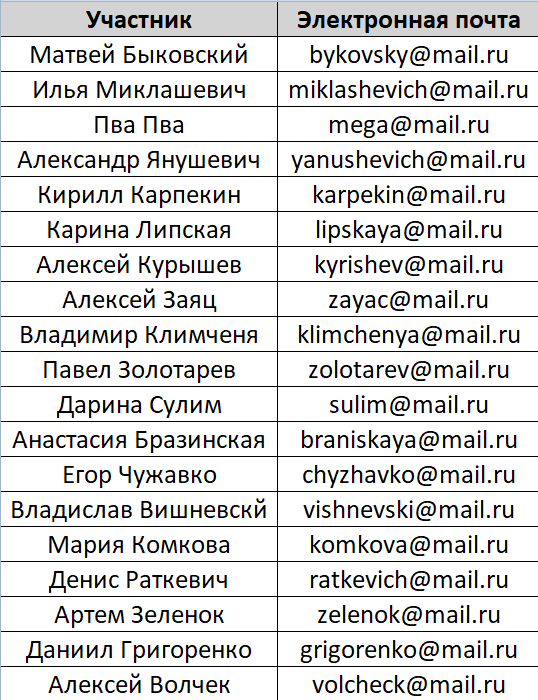 Участник Электронная почта
Матвей Быковский bykovsky@mail.ru
Илья Миклашевич miklashevich@mail.ru
Пва Пва mega@mail.ru
Александр Янушевич yanushevich@mail.ru
Кирилл Карпекин karpekin@mail.ru
Карина Липская lipskaya@mail.ru
Алексей Курышев kyrishev@mail.ru
Алексей Заяц zayac@mail.ru
Владимир Климченя klimchenya@mail.ru
Павел Золотарев zolotarev@mail.ru
Дарина Сулим sulim@mail.ru
Анастасия Бразинская braniskaya@mail.ru
Егор Чужавко chyzhavko@mail.ru
Владислав Вишневскй vishnevski@mail.ru
Мария Комкова komkova@mail.ru
Денис Раткевич ratkevich@mail.ru
Артем Зеленок zelenok@mail.ru
Даниил Григоренко grigorenko@mail.ru
Алексей Волчек volcheck@mail.ru